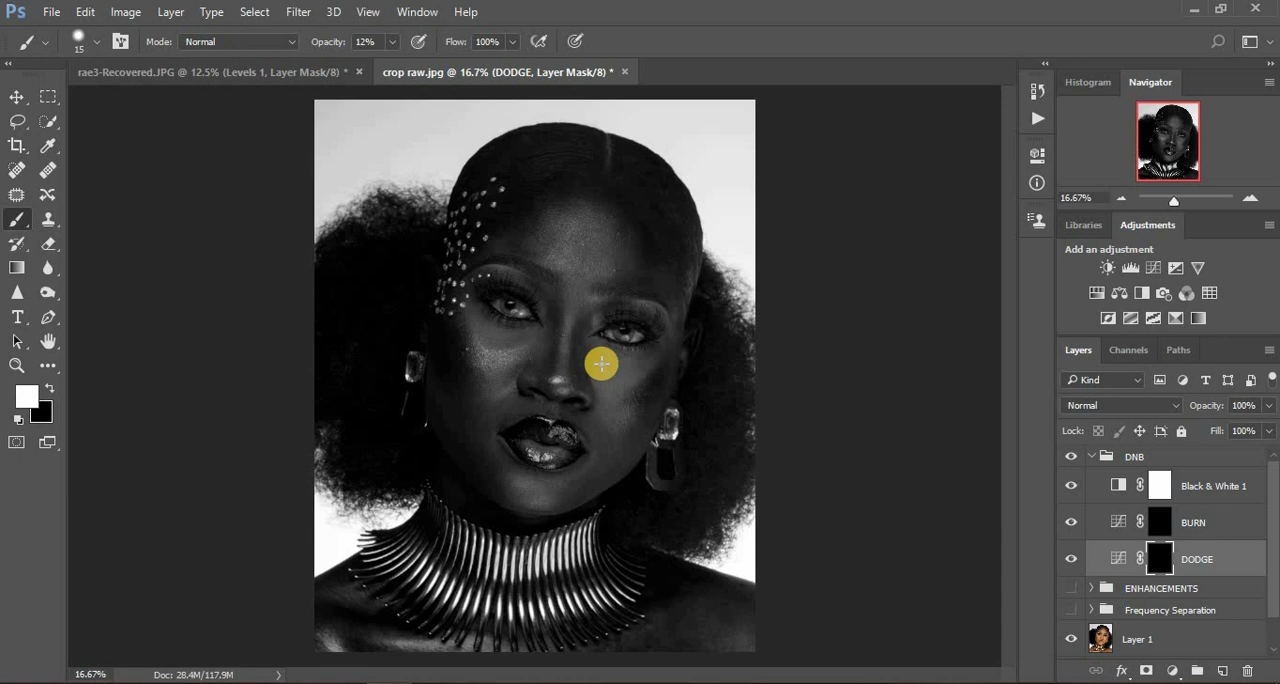 Ps File Edit Image Layer Type Select Filter 3D View Window Help
15 Mode: Normal Opacity: 12% Flow: 100%
rae3-Recovered.JPG @ 12.5% (Levels 1, Layer Mask/8) * × crop raw.jpg @ 16.7% (DODGE, Layer Mask/8) * ×
Histogram Navigator
16.67%
Libraries Adjustments
Add an adjustment
Layers Channels Paths
Kind
Normal Opacity: 100%
Lock: Fill: 100%
DNB
Black & White 1
BURN
DODGE
ENHANCEMENTS
Frequency Separation
Layer 1
16.67% Doc: 28.4M/117.9M